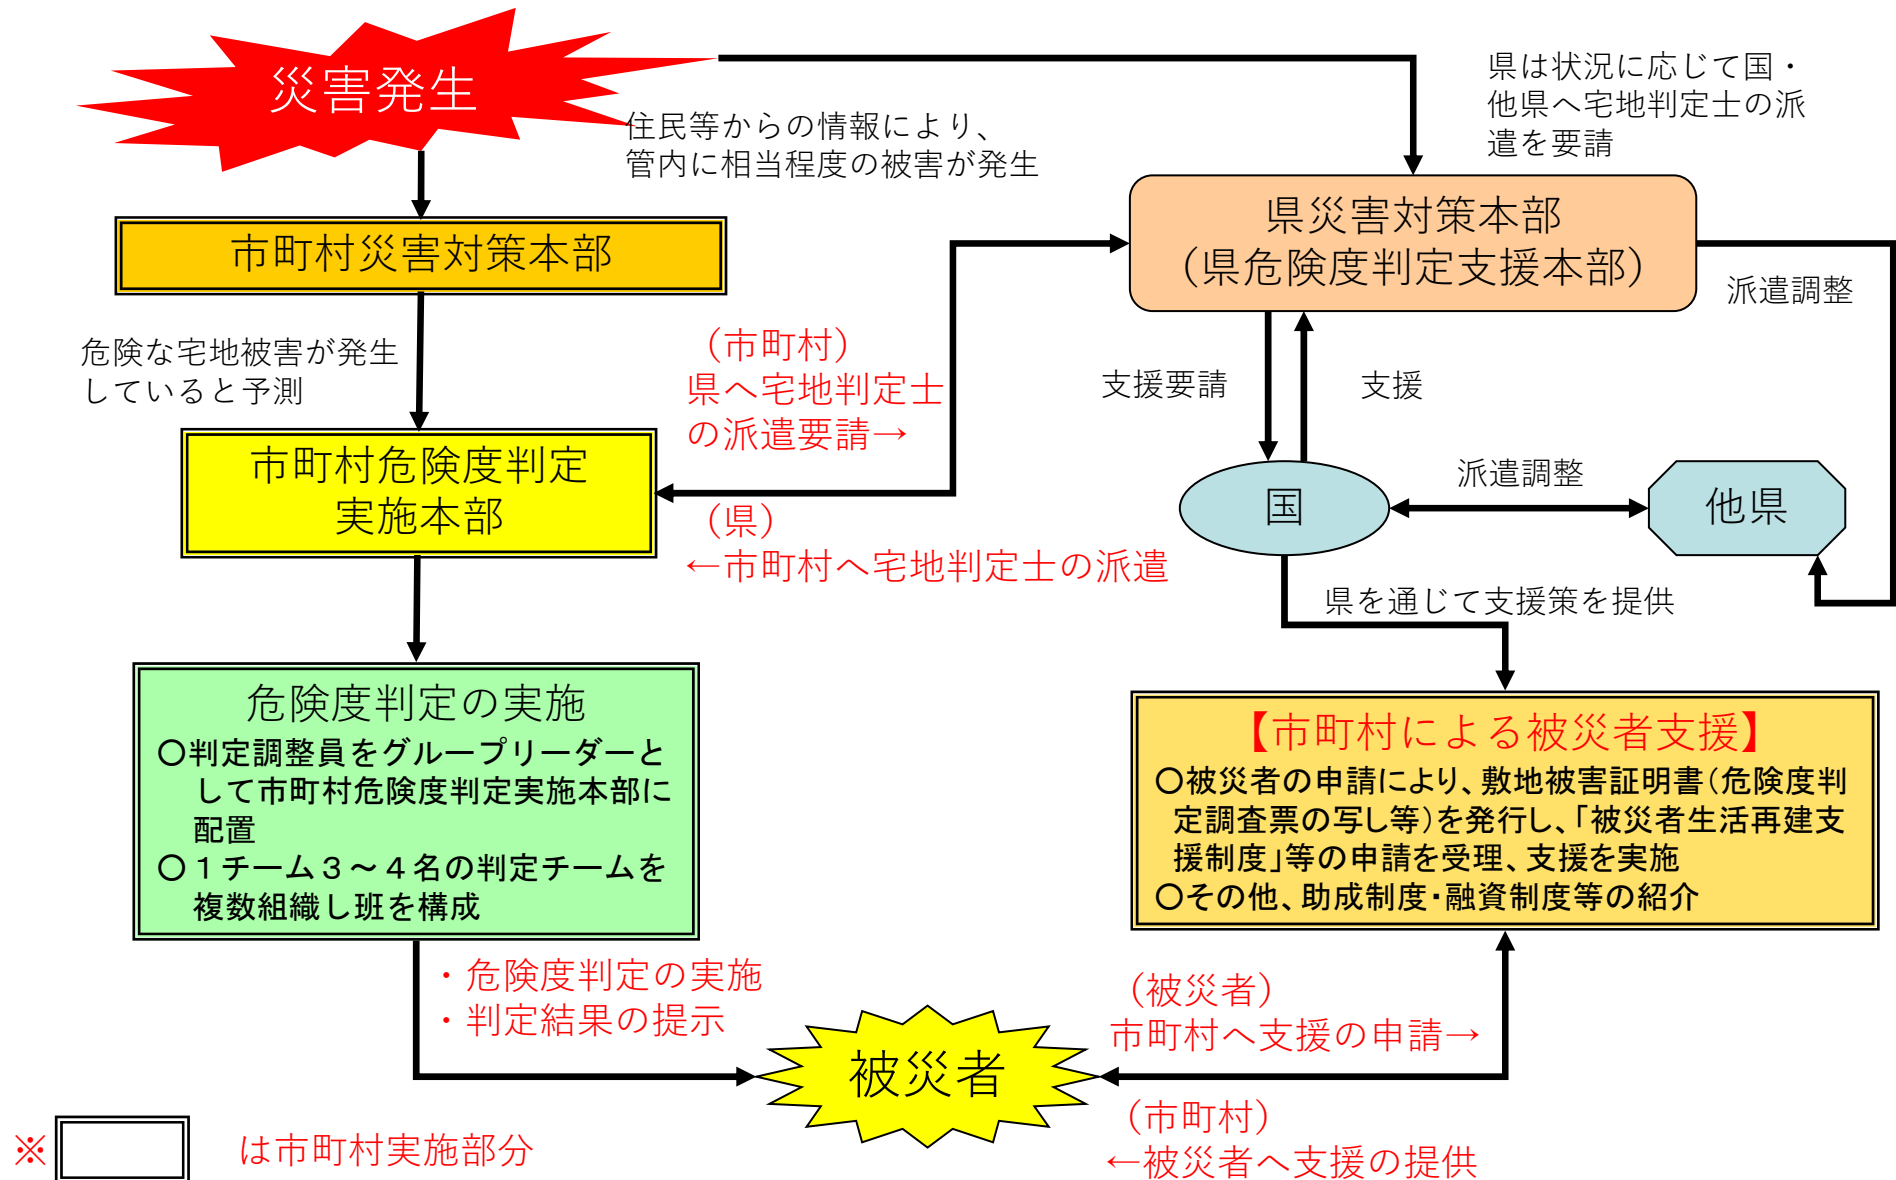 災害発生
県は状況に応じて国・
他県へ宅地判定士の派
遣を要請
住民等からの情報により、
管内に相当程度の被害が発生
市町村災害対策本部
県災害対策本部
（県危険度判定支援本部）
派遣調整
危険な宅地被害が発生
していると予測
（市町村）
県へ宅地判定士
の派遣要請→
支援要請
支援
市町村危険度判定
実施本部
（県）
←市町村へ宅地判定士の派遣
国
派遣調整
他県
県を通じて支援策を提供
危険度判定の実施
○判定調整員をグループリーダーと
して市町村危険度判定実施本部に
配置
○１チーム３～４名の判定チームを
複数組織し班を構成
【市町村による被災者支援】
○被災者の申請により、敷地被害証明書（危険度判
定調査票の写し等）を発行し、「被災者生活再建支
援制度」等の申請を受理、支援を実施
○その他、助成制度・融資制度等の紹介
・危険度判定の実施
・判定結果の提示
被災者
（被災者）
市町村へ支援の申請→
（市町村）
←被災者へ支援の提供
※ は市町村実施部分